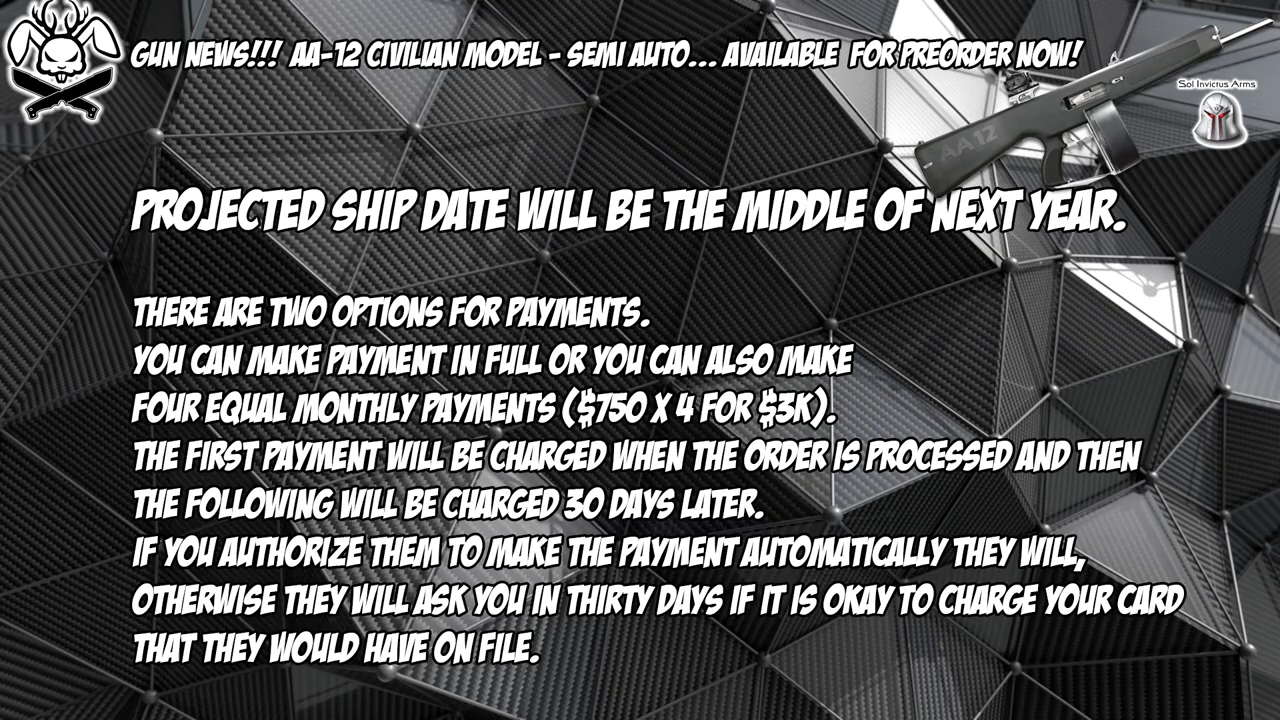 GUN NEWS!!! AA-12 CIVILIAN MODEL - SEMI AUTO... AVAILABLE FOR PREORDER NOW!
Sol Invictus Arms
AA12
PROJECTED SHIP DATE WILL BE THE MIDDLE OF NEXT YEAR.
THERE ARE TWO OPTIONS FOR PAYMENTS.
YOU CAN MAKE PAYMENT IN FULL OR YOU CAN ALSO MAKE
FOUR EQUAL MONTHLY PAYMENTS ($750 X 4 FOR $3K).
THE FIRST PAYMENT WILL BE CHARGED WHEN THE ORDER IS PROCESSED AND THEN
THE FOLLOWING WILL BE CHARGED 30 DAYS LATER.
IF YOU AUTHORIZE THEM TO MAKE THE PAYMENT AUTOMATICALLY THEY WILL,
OTHERWISE THEY WILL ASK YOU IN THIRTY DAYS IF IT IS OKAY TO CHARGE YOUR CARD
THAT THEY WOULD HAVE ON FILE.